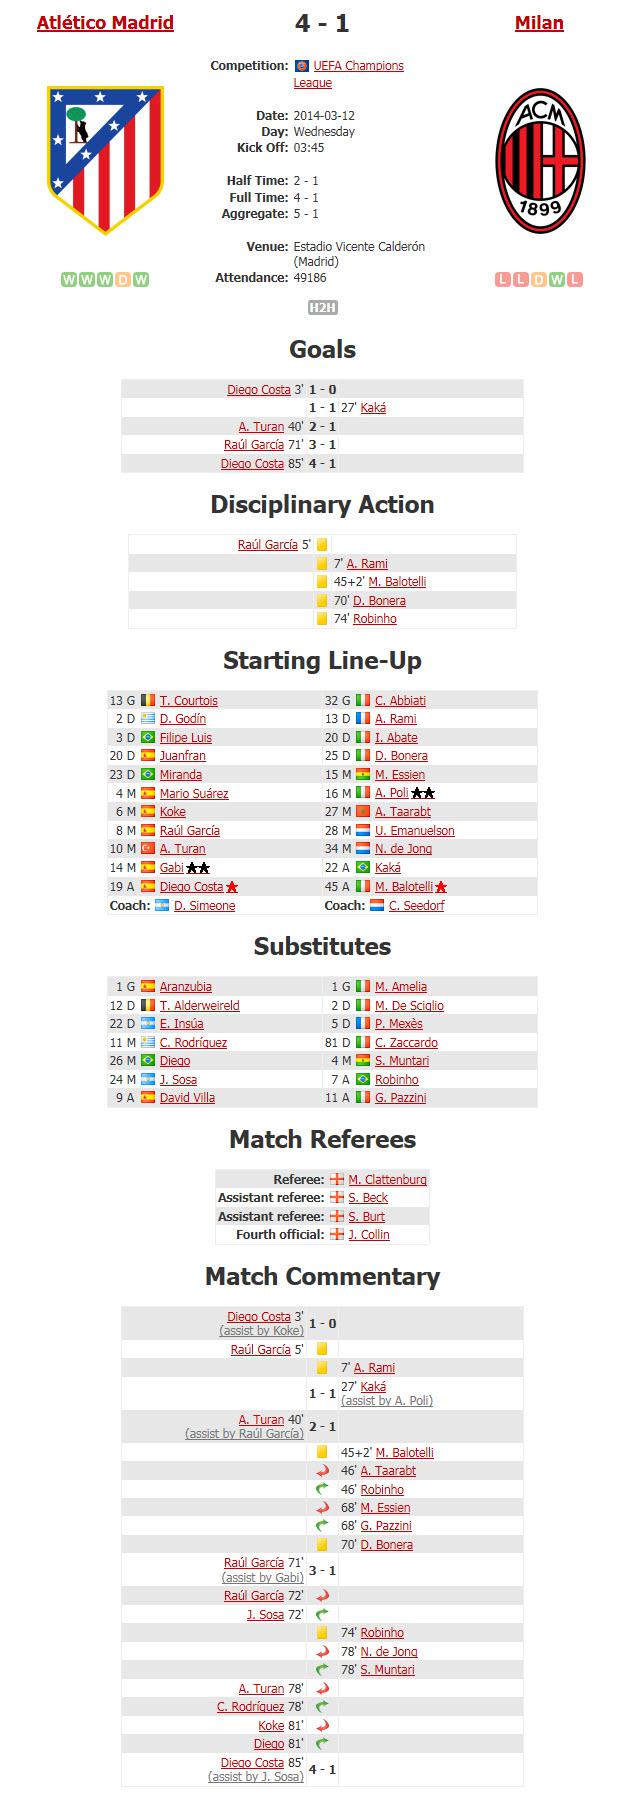 Atlético Madrid 4 - 1 Milan
Competition: UEFA Champions
League
Date: 2014-03-12
Day: Wednesday
Kick Off: 03:45
Half Time: 2 - 1
Full Time: 4 - 1
Aggregate: 5 - 1
Venue: Estadio Vicente Calderón
(Madrid)
Attendance: 49186
ACM
1899
W W W D W
L L D W L
H2H
Goals
Diego Costa 3' 1 - 0
1 - 1 27' Kaká
A. Turan 40' 2 - 1
Raúl García 71' 3 - 1
Diego Costa 85' 4 - 1
Disciplinary Action
Raúl García 5'
7' A. Rami
45+2' M. Balotelli
70' D. Bonera
74' Robinho
Starting Line-Up
13 G T. Courtois 32 G C. Abbiati
2 D D. Godín 13 D A. Rami
3 D Filipe Luis 20 D I. Abate
20 D Juanfran 25 D D. Bonera
23 D Miranda 15 M M. Essien
4 M Mario Suárez 16 M A. Poli
6 M Koke 27 M A. Taarabt
8 M Raúl García 28 M U. Emanuelson
10 M A. Turan 34 M N. de Jong
14 M Gabi 22 A Kaká
19 A Diego Costa 45 A M. Balotelli
Coach: D. Simeone Coach: C. Seedorf
Substitutes
1 G Aranzubia 1 G M. Amelia
12 D T. Alderweireld 2 D M. De Sciglio
22 D E. Insúa 5 D P. Mexès
11 M C. Rodríguez 81 D C. Zaccardo
26 M Diego 4 M S. Muntari
24 M J. Sosa 7 A Robinho
9 A David Villa 11 A G. Pazzini
Match Referees
Referee: M. Clattenburg
Assistant referee: S. Beck
Assistant referee: S. Burt
Fourth official: J. Collin
Match Commentary
Diego Costa 3' 1 - 0
(assist by Koke)
Raúl García 5'
7' A. Rami
1 - 1 27' Kaká
(assist by A. Poli)
A. Turan 40' 2 - 1
(assist by Raúl García)
45+2' M. Balotelli
46' A. Taarabt
46' Robinho
68' M. Essien
68' G. Pazzini
70' D. Bonera
Raúl García 71' 3 - 1
(assist by Gabi)
Raúl García 72'
J. Sosa 72'
74' Robinho
78' N. de Jong
78' S. Muntari
A. Turan 78'
C. Rodríguez 78'
Koke 81'
Diego 81'
Diego Costa 85' 4 - 1
(assist by J. Sosa)